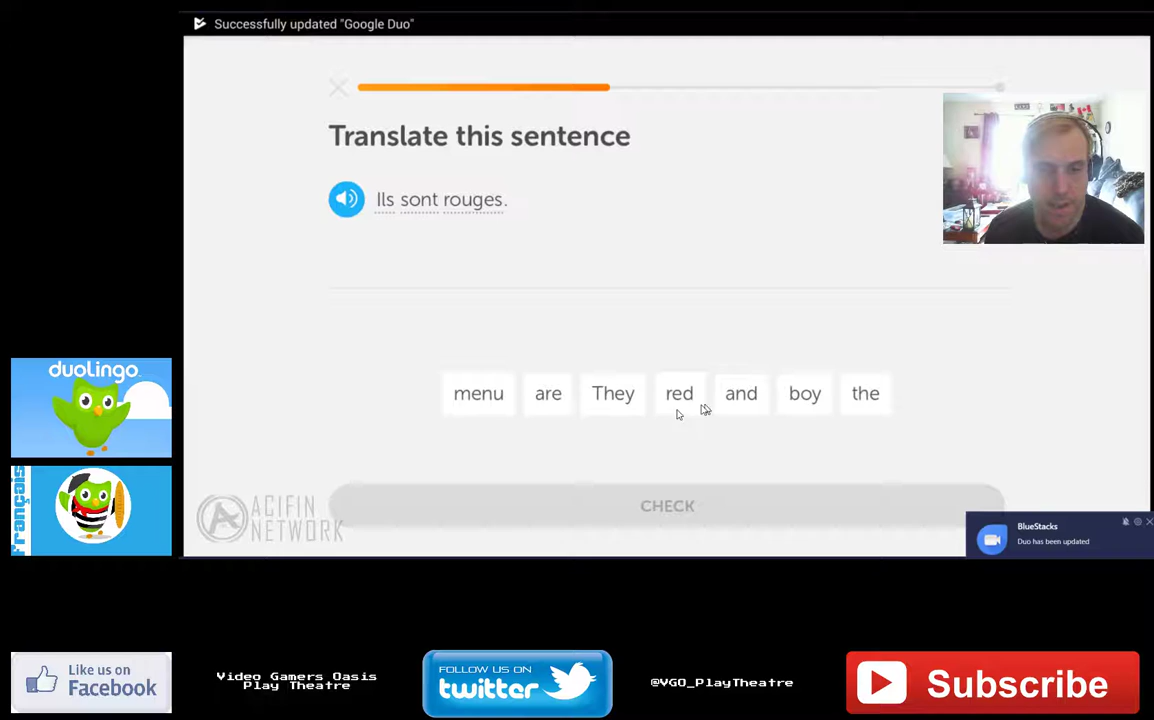 Successfully updated "Google Duo"
Translate this sentence
Ils sont rouges.
menu are They red and boy the
CHECK
ACIFIN
NETWORK
BlueStacks
Duo has been updated
duolingo
français
Like us on
Facebook
Video Gamers Oasis
Play Theatre
FOLLOW US ON
twitter
@VGO_PlayTheatre
Subscribe